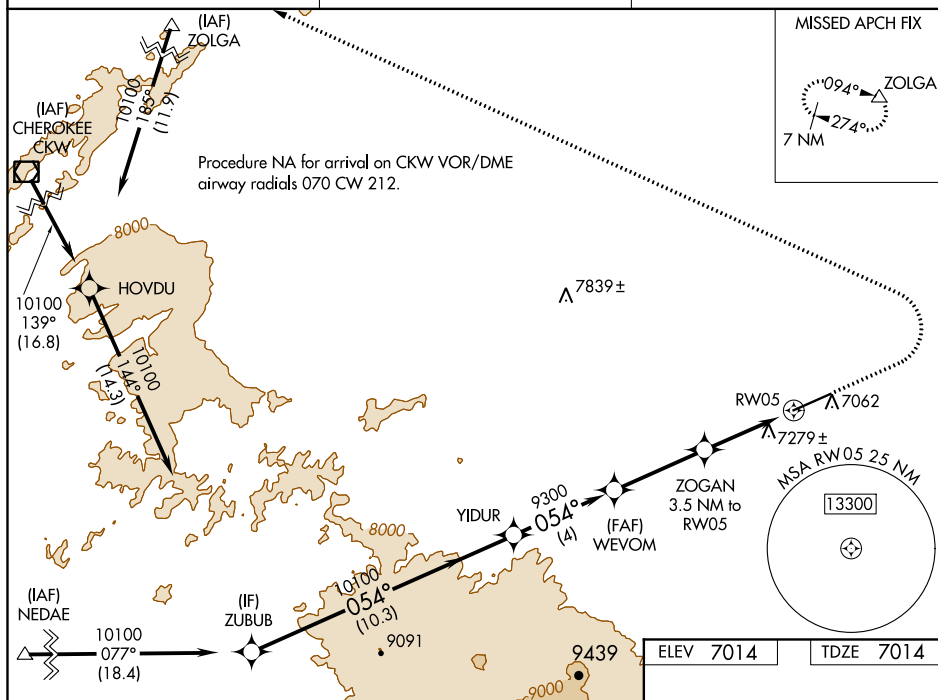 (IAF)
ZOLGA
10100
185°
(11.9)
(IAF)
CHEROKEE
CKW
Procedure NA for arrival on CKW VOR/DME
airway radials 070 CW 212.
MISSED APCH FIX
094°
ZOLGA
274°
7 NM
8000
HOVDU
10100
139°
(16.8)
10100
144°
(14.3)
7839±
RW05
7062
7279±
ZOGAN
3.5 NM to
RW05
MSA RW05 25 NM
13300
YIDUR
9300
054°
(4)
(FAF)
WEVOM
8000
10100
054°
(10.3)
(IAF)
NEDAE
10100
077°
(18.4)
(IF)
ZUBUB
9091
9439
9000
ELEV 7014
TDZE 7014